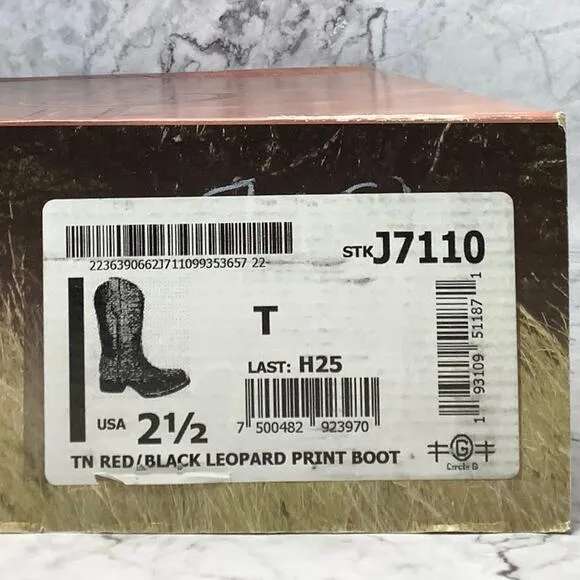 2236390662J711099353657 22-
STK J7110
T
LAST: H25
USA 2½
7 500482 923970
1 93109 51187 1
TN RED/BLACK LEOPARD PRINT BOOT
G
Circle G